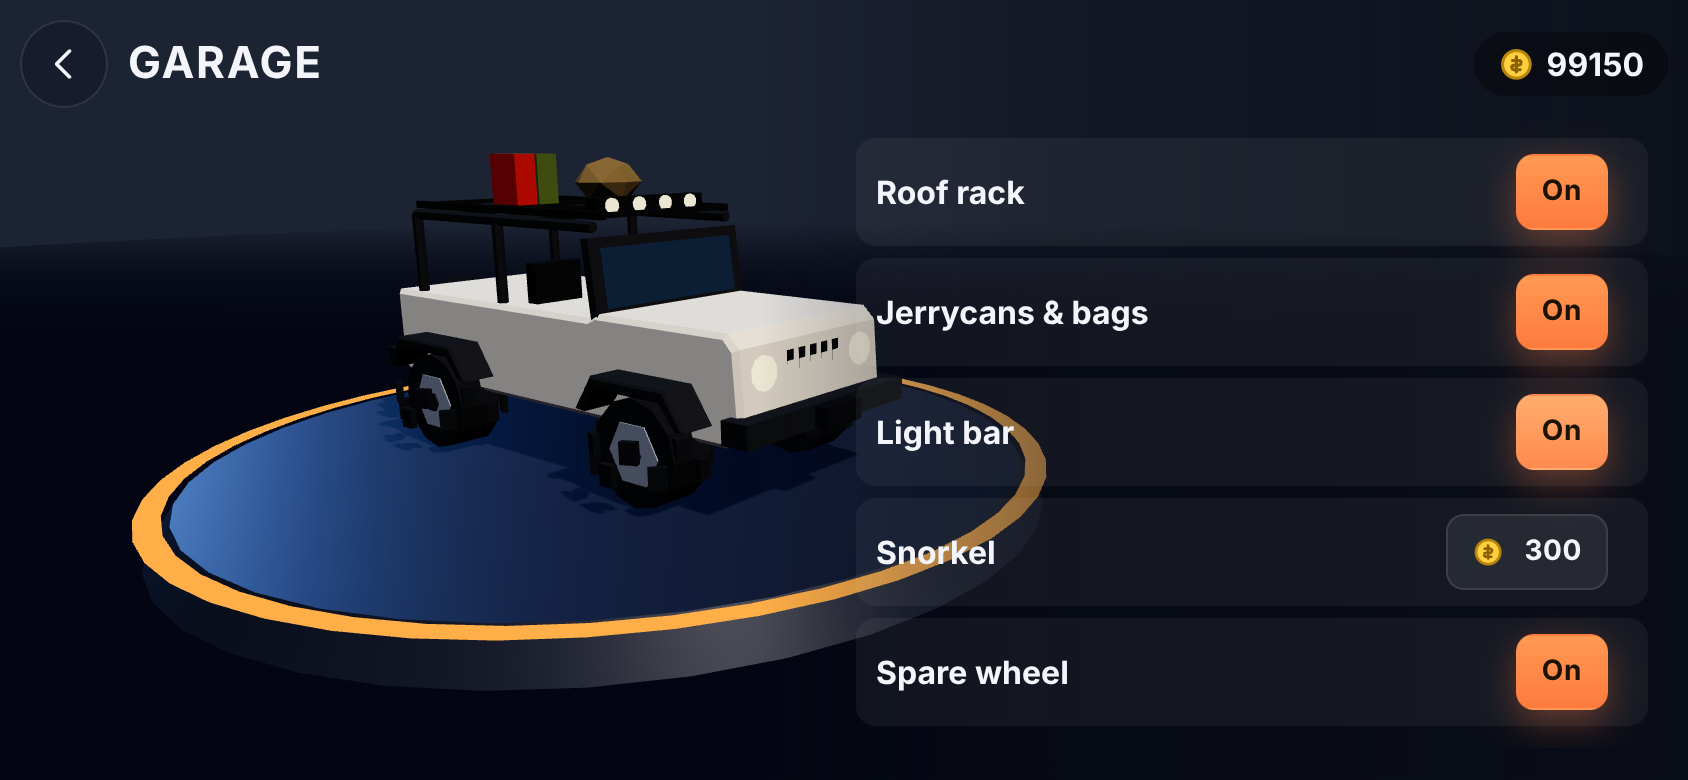 GARAGE
99150
Roof rack
On
Jerrycans & bags
On
Light bar
On
Snorkel
300
Spare wheel
On